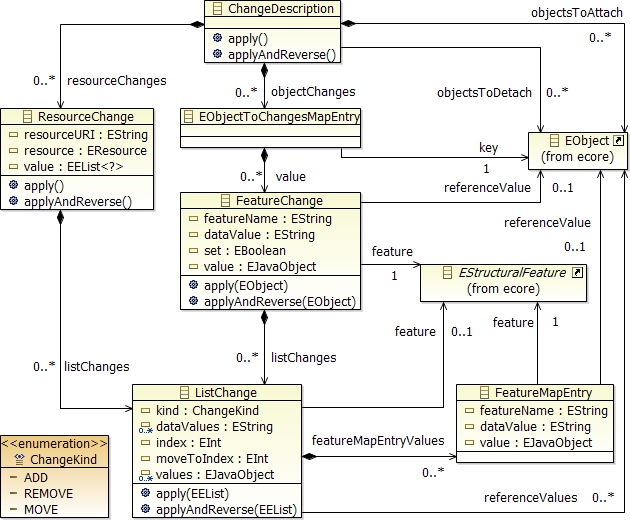 ChangeDescription
apply()
applyAndReverse()
objectsToAttach
0..*
0..*
resourceChanges
0..*
objectChanges
objectsToDetach
0..*
ResourceChange
resourceURI : EString
resource : EResource
value : EEList<?>
apply()
applyAndReverse()
EObjectToChangesMapEntry
key
1
EObject
(from ecore)
0..*
value
referenceValue
0..1
FeatureChange
featureName : EString
dataValue : EString
set : EBoolean
value : EJavaObject
apply(EObject)
applyAndReverse(EObject)
referenceValue
0..1
feature
1
EStructuralFeature
(from ecore)
feature
0..1
feature
1
0..*
listChanges
0..*
listChanges
ListChange
kind : ChangeKind
0..*
dataValues : EString
index : EInt
moveToIndex : EInt
0..*
values : EJavaObject
apply(EEList)
applyAndReverse(EEList)
featureMapEntryValues
0..*
FeatureMapEntry
featureName : EString
dataValue : EString
value : EJavaObject
referenceValues
0..*
<<enumeration>>
ChangeKind
ADD
REMOVE
MOVE